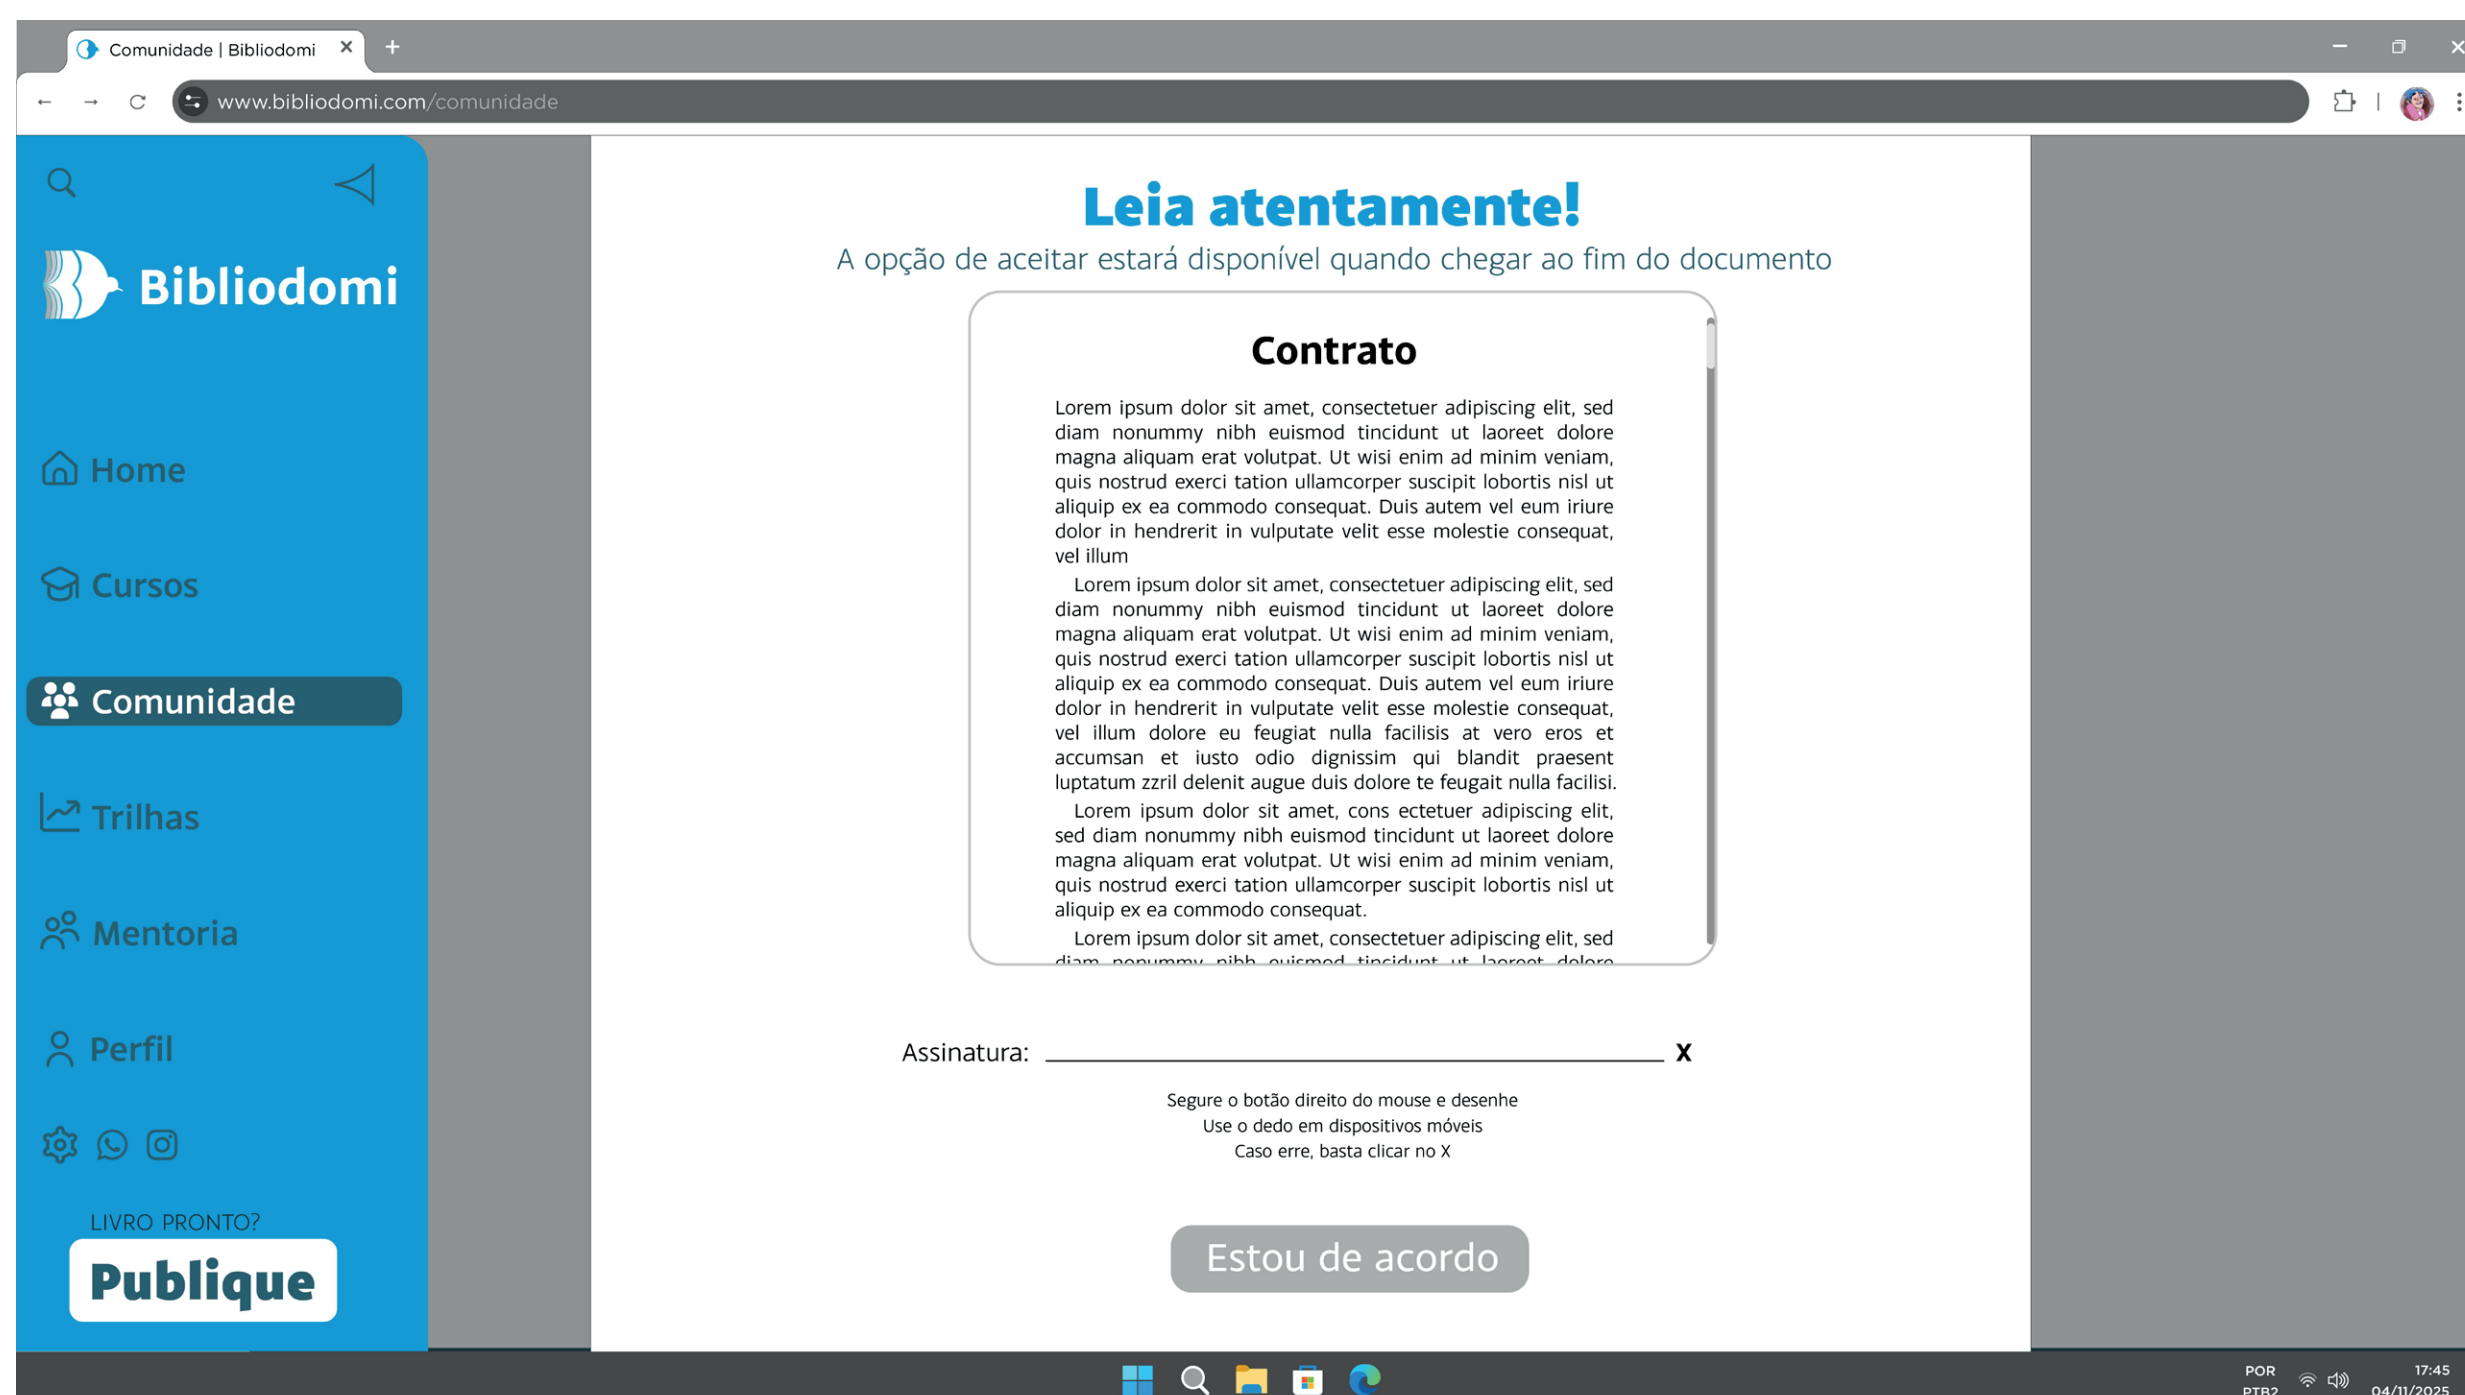 Comunidade | Bibliodomi
www.bibliodomi.com/comunidade
Bibliodomi
Home
Cursos
Comunidade
Trilhas
Mentoria
Perfil
LIVRO PRONTO?
Publique
Leia atentamente!
A opção de aceitar estará disponível quando chegar ao fim do documento
Contrato
Lorem ipsum dolor sit amet, consectetuer adipiscing elit, sed
diam nonummy nibh euismod tincidunt ut laoreet dolore
magna aliquam erat volutpat. Ut wisi enim ad minim veniam,
quis nostrud exerci tation ullamcorper suscipit lobortis nisl ut
aliquip ex ea commodo consequat. Duis autem vel eum iriure
dolor in hendrerit in vulputate velit esse molestie consequat,
vel illum
Lorem ipsum dolor sit amet, consectetuer adipiscing elit, sed
diam nonummy nibh euismod tincidunt ut laoreet dolore
magna aliquam erat volutpat. Ut wisi enim ad minim veniam,
quis nostrud exerci tation ullamcorper suscipit lobortis nisl ut
aliquip ex ea commodo consequat. Duis autem vel eum iriure
dolor in hendrerit in vulputate velit esse molestie consequat,
vel illum dolore eu feugiat nulla facilisis at vero eros et
accumsan et iusto odio dignissim qui blandit praesent
luptatum zzril delenit augue duis dolore te feugait nulla facilisi.
Lorem ipsum dolor sit amet, cons ectetuer adipiscing elit,
sed diam nonummy nibh euismod tincidunt ut laoreet dolore
magna aliquam erat volutpat. Ut wisi enim ad minim veniam,
quis nostrud exerci tation ullamcorper suscipit lobortis nisl ut
aliquip ex ea commodo consequat.
Lorem ipsum dolor sit amet, consectetuer adipiscing elit, sed
diam nonummy nibh euismod tincidunt ut laoreet dolore
Assinatura: X
Segure o botão direito do mouse e desenhe
Use o dedo em dispositivos móveis
Caso erre, basta clicar no X
Estou de acordo
POR
PTB2
17:45
04/11/2025